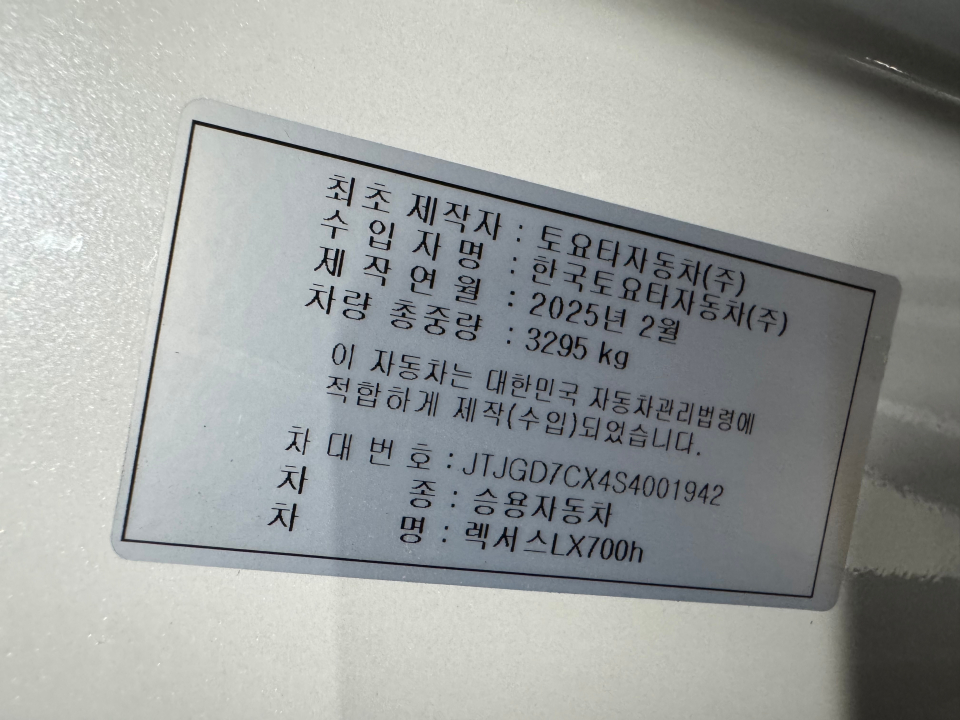 최초 제작자 : 토요타자동차(주)
수입자명 : 한국토요타자동차(주)
제작연월 : 2025년 2월
차량 총중량 : 3295 kg
이 자동차는 대한민국 자동차관리법령에
적합하게 제작(수입)되었습니다.
차대번호 : JTJGD7CX4S4001942
차종 : 승용자동차
차명 : 렉서스LX700h